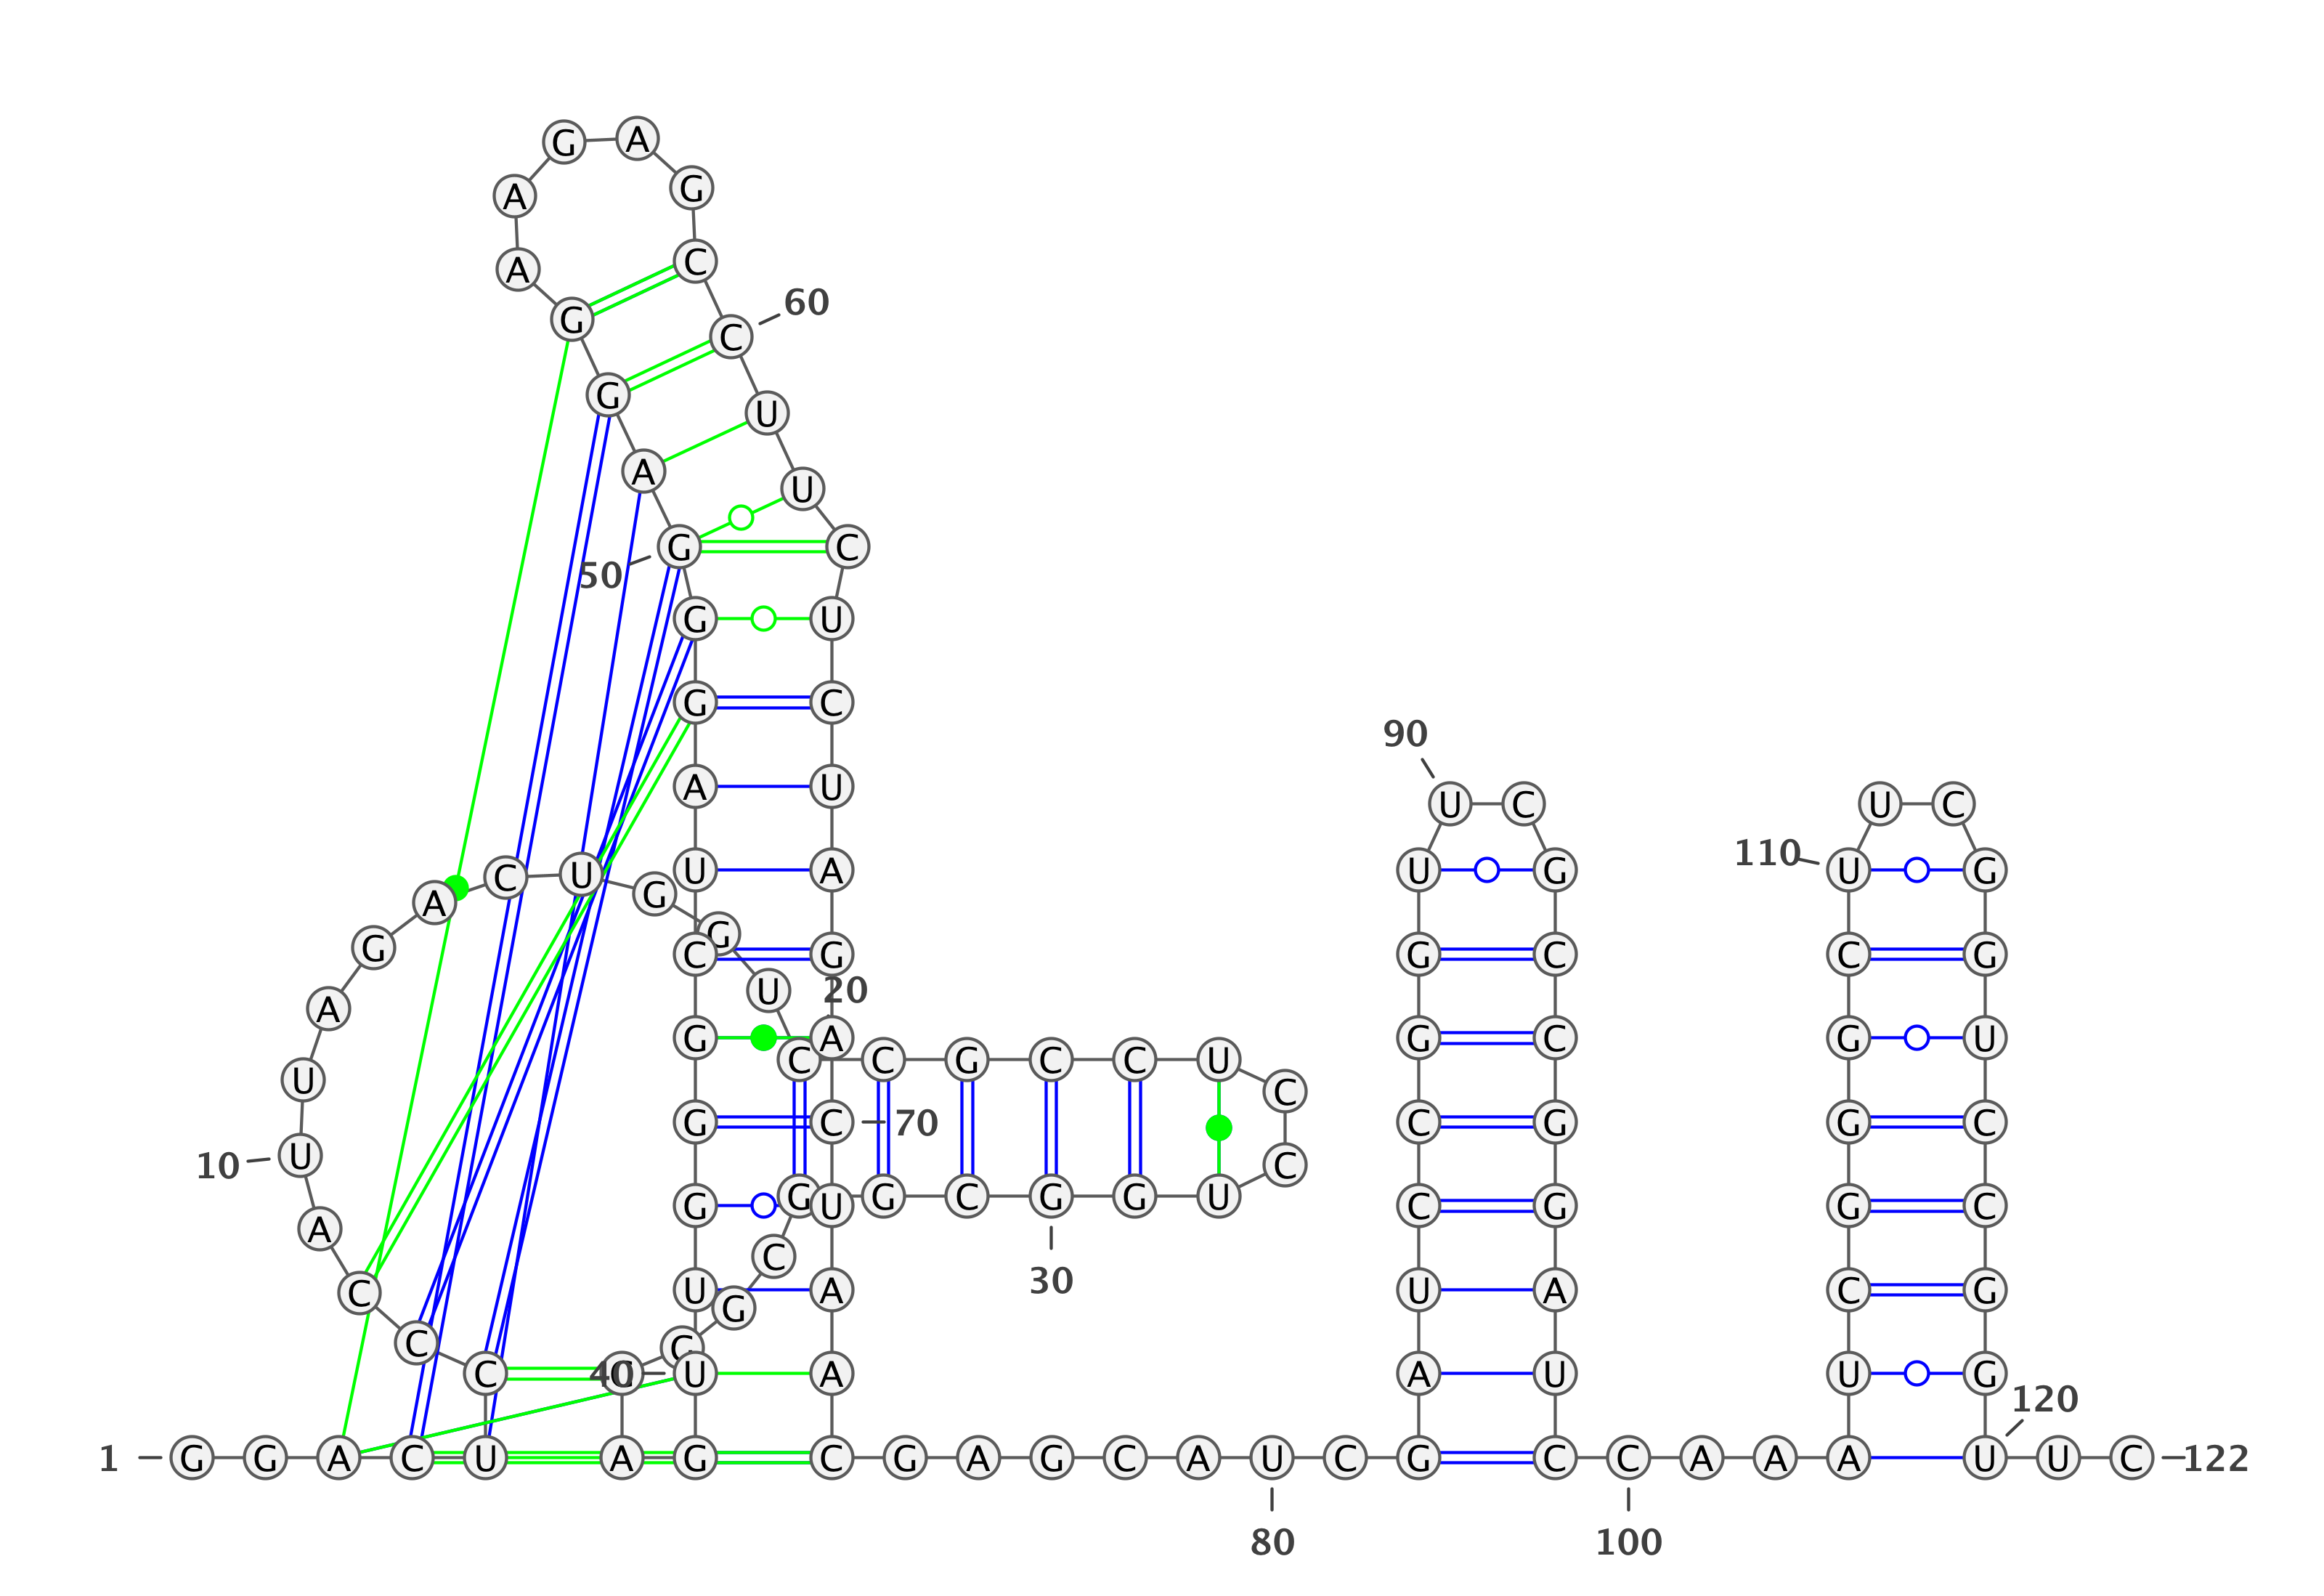 G A
A G
A C
60
G C
G U
A U
G C
50
G U
G C
90
A U
U C U C
110
C U U A U G U G
A G
G
G C G G C C G
U 20
A G A G C G U
C C G C C U
U C
G C 70 C G G C
10 U C
G G C G G U
G U C G G C
A C
30
C U A U A C G
G
C C
C 40 C U A A U U G
120
1 G G A C U A G C G A G C A U C G C C A A A U U C 122
80 100